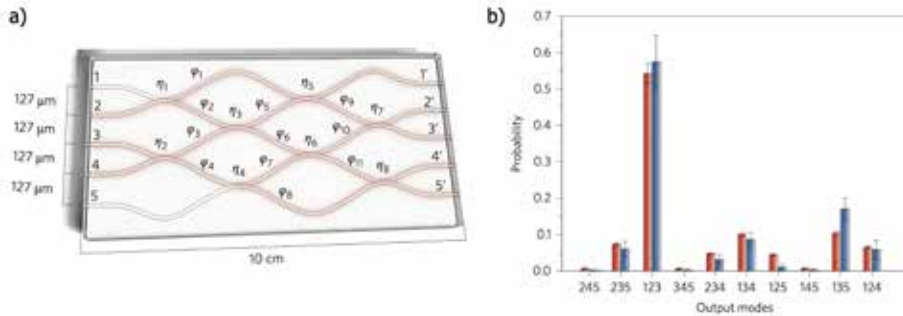 a)
1
2
3
4
5
127 µm
127 µm
127 µm
127 µm
10 cm
η1
η2
η3
η4
η5
η6
η7
η8
φ1
φ2
φ3
φ4
φ5
φ6
φ7
φ8
φ9
φ10
φ11
1'
2'
3'
4'
5'
b)
Probability
0.7
0.6
0.5
0.4
0.3
0.2
0.1
0.0
245 235 123 345 234 134 125 145 135 124
Output modes